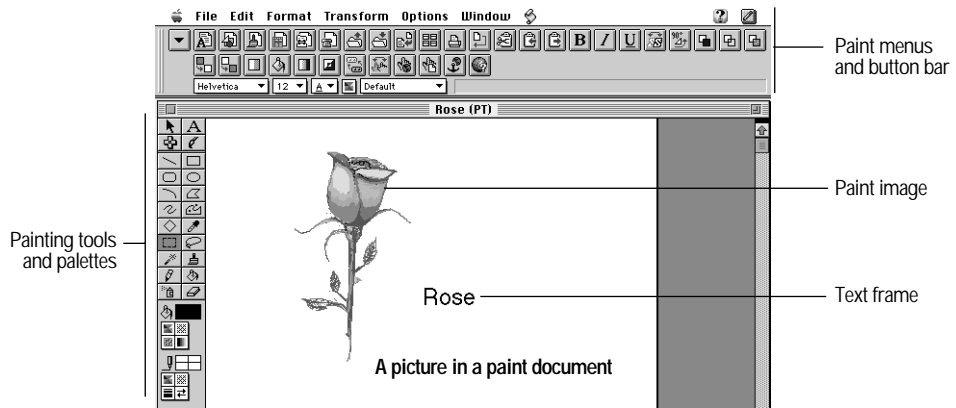 File Edit Format Transform Options Window
B I U
Helvetica 12 A Default
Rose (PT)
A
Paint menus
and button bar
Paint image
Painting tools
and palettes
Rose
Text frame
A picture in a paint document